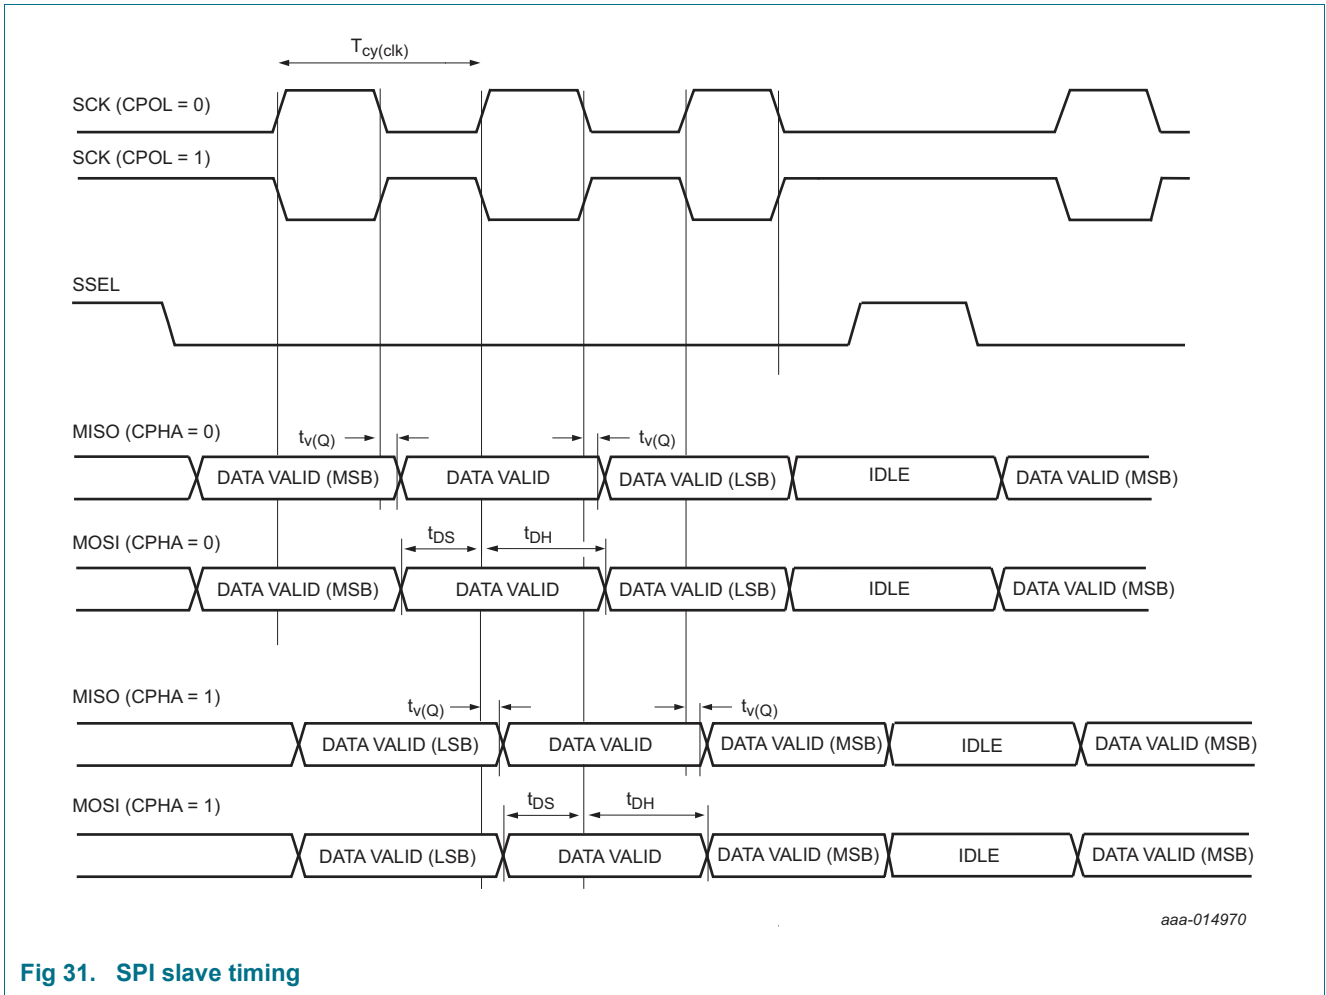 Tcy(clk)
SCK (CPOL = 0)
SCK (CPOL = 1)
SSEL
MISO (CPHA = 0)
tv(Q) tv(Q)
DATA VALID (MSB) DATA VALID DATA VALID (LSB) IDLE DATA VALID (MSB)
MOSI (CPHA = 0)
tDS tDH
DATA VALID (MSB) DATA VALID DATA VALID (LSB) IDLE DATA VALID (MSB)
MISO (CPHA = 1)
tv(Q) tv(Q)
DATA VALID (LSB) DATA VALID DATA VALID (MSB) IDLE DATA VALID (MSB)
MOSI (CPHA = 1)
tDS tDH
DATA VALID (LSB) DATA VALID DATA VALID (MSB) IDLE DATA VALID (MSB)
aaa-014970
Fig 31. SPI slave timing